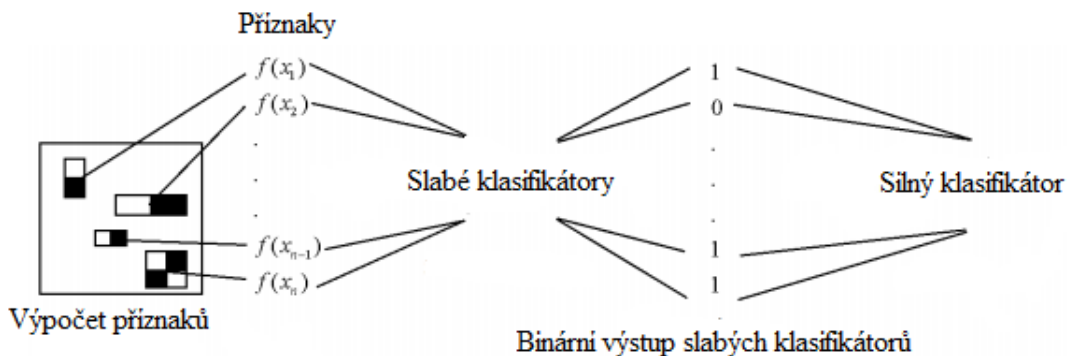 Příznaky
f(x₁)
f(x₂)
.
.
.
f(xₙ₋₁)
f(xₙ)
Výpočet příznaků
Slabé klasifikátory
1
0
.
.
.
.
1
1
Binární výstup slabých klasifikátorů
Silný klasifikátor